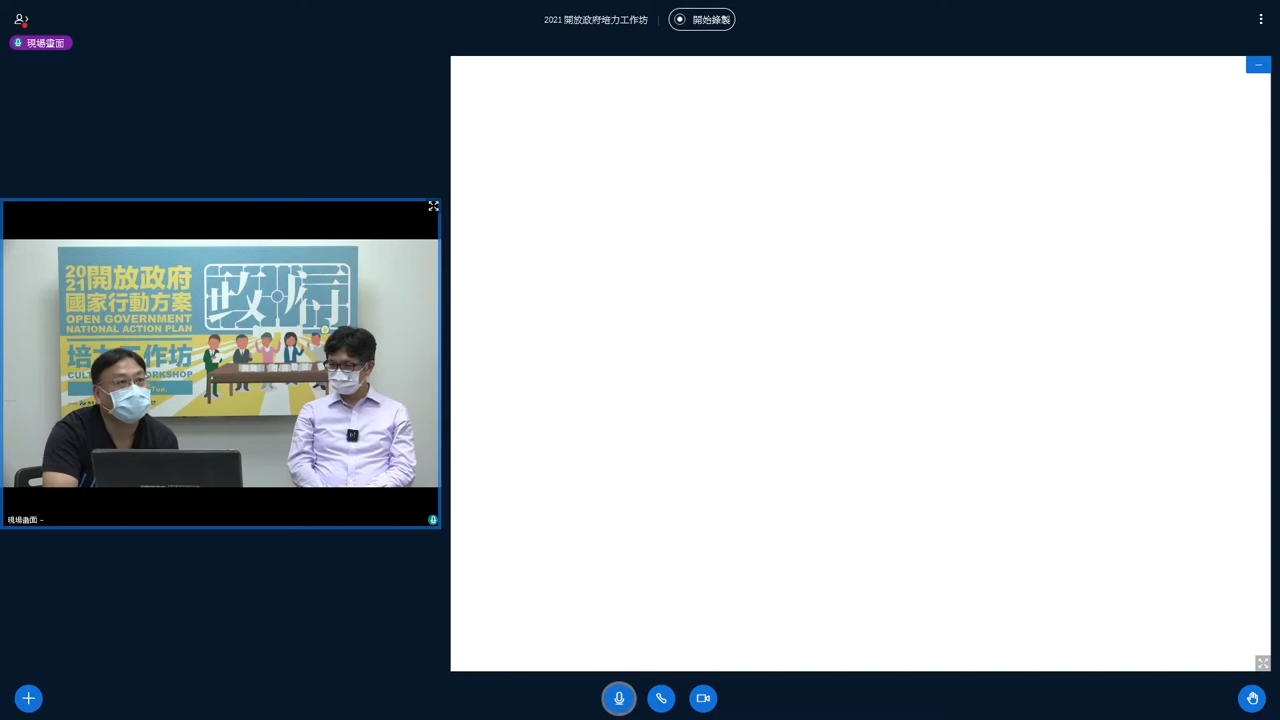 2021 開放政府培力工作坊
開始錄製
現場畫面
2021開放政府
國家行動方案
OPEN GOVERNMENT
NATIONAL ACTION PLAN
政府
工作坊
WORKSHOP
Tue.
現場畫面